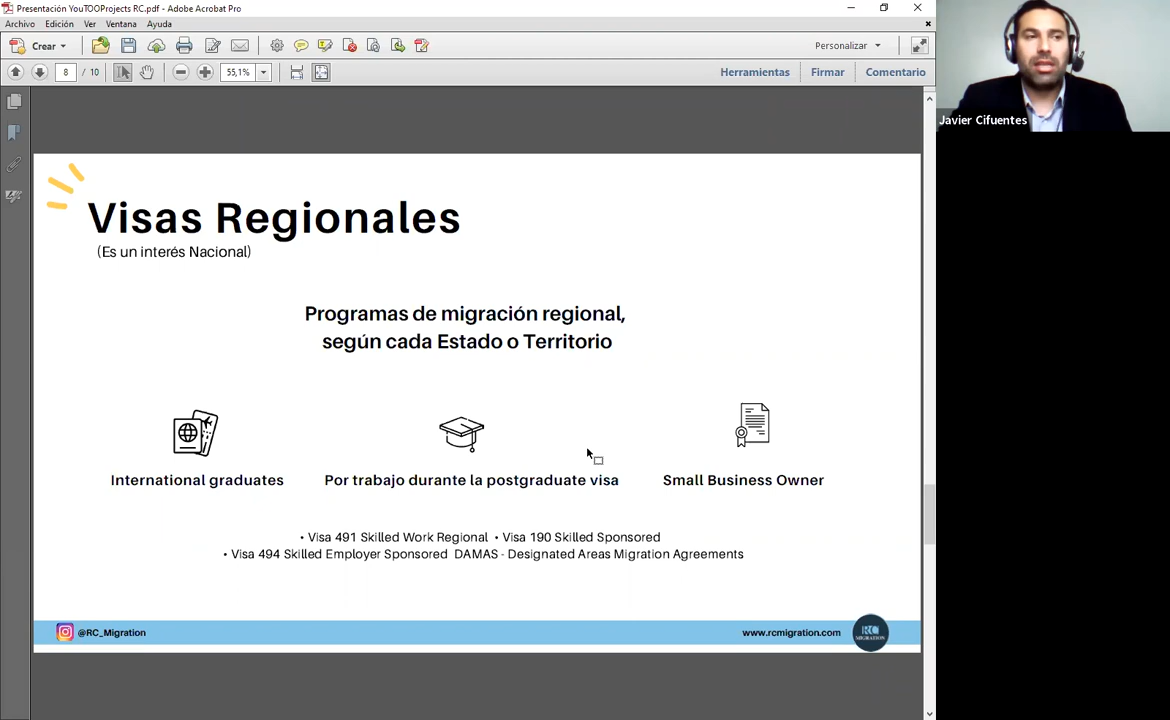 Presentación YouTOOProjects RC.pdf - Adobe Acrobat Pro
Archivo Edición Ver Ventana Ayuda
Crear Personalizar
8 / 10 55,1% Herramientas Firmar Comentario
Javier Cifuentes
Visas Regionales
(Es un interés Nacional)
Programas de migración regional,
según cada Estado o Territorio
International graduates Por trabajo durante la postgraduate visa Small Business Owner
• Visa 491 Skilled Work Regional • Visa 190 Skilled Sponsored
• Visa 494 Skilled Employer Sponsored DAMAS - Designated Areas Migration Agreements
@RC_Migration www.rcmigration.com RC
MIGRATION